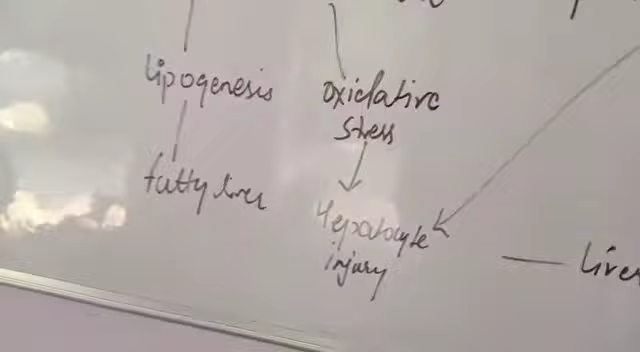 lipogenesis
oxidative
stress
fatty liver
Hepatocyte
injury
liver